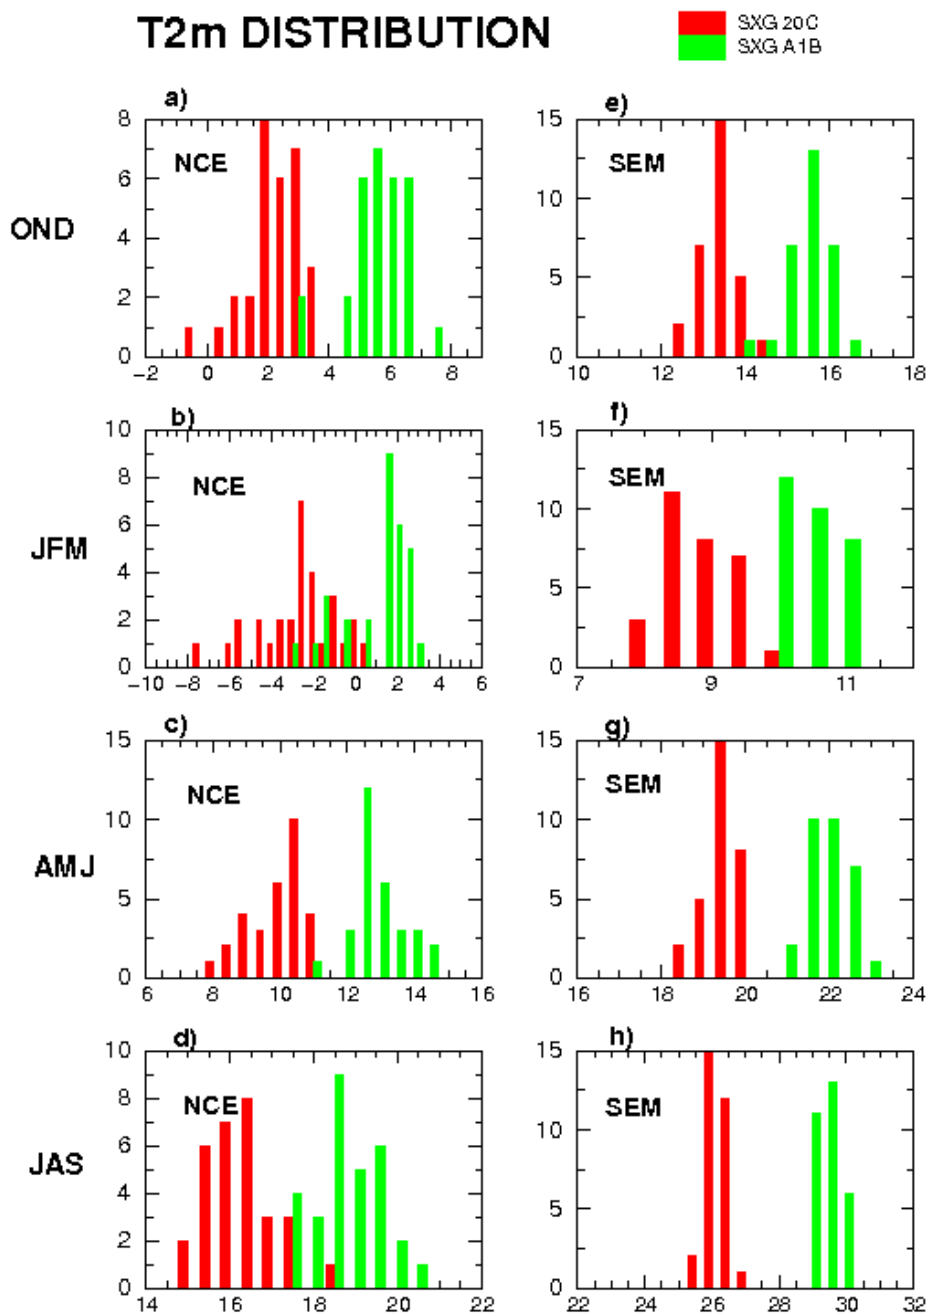 T2m DISTRIBUTION
SXG 20C
SXG A1B
a)
e)
8
6
4
2
0
NCE
−2 0 2 4 6 8
OND
15
10
5
0
SEM
10 12 14 16 18
b)
f)
10
8
6
4
2
0
NCE
−10 −8 −6 −4 −2 0 2 4 6
JFM
15
10
5
0
SEM
7 9 11
c)
g)
15
10
5
0
NCE
6 8 10 12 14 16
AMJ
15
10
5
0
SEM
16 18 20 22 24
d)
h)
10
8
6
4
2
0
NCE
14 16 18 20 22
JAS
15
10
5
0
SEM
22 24 26 28 30 32